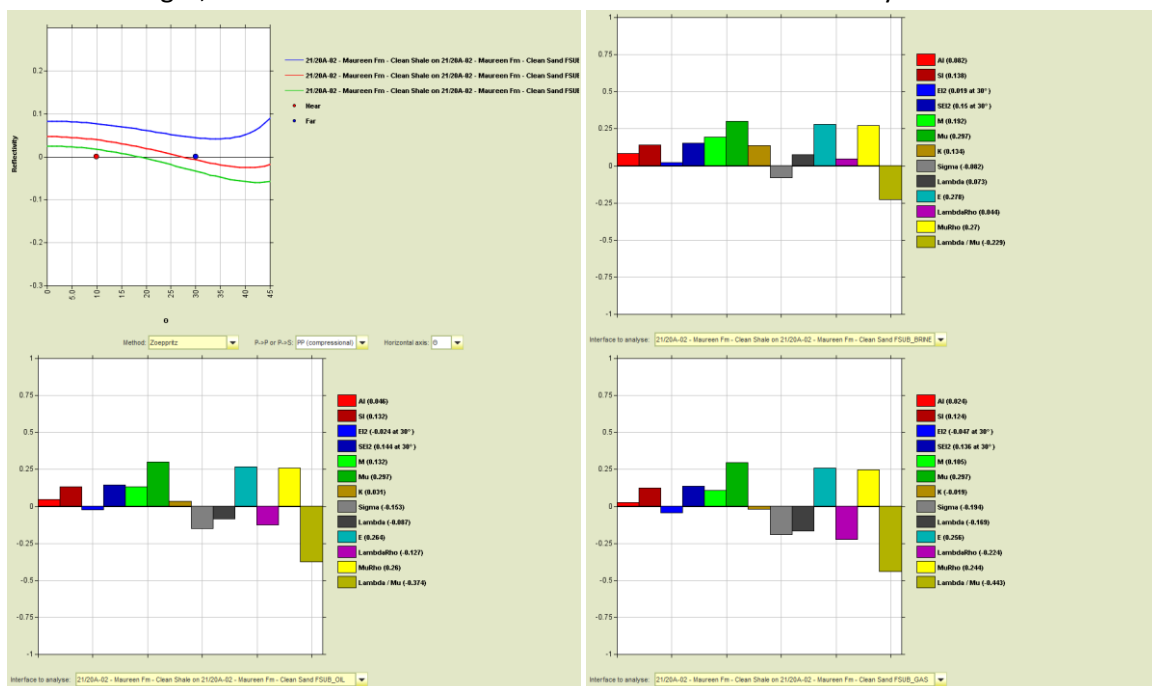 0.2
0.1
0
-0.1
-0.2
-0.3
Reflectivity
0 5.0 10 15 20 25 30 35 40 45
21/20A-02 - Maureen Fm - Clean Shale on 21/20A-02 - Maureen Fm - Clean Sand FSUB
21/20A-02 - Maureen Fm - Clean Shale on 21/20A-02 - Maureen Fm - Clean Sand FSUB
21/20A-02 - Maureen Fm - Clean Shale on 21/20A-02 - Maureen Fm - Clean Sand FSUB
Near
Far
Method: Zoeppritz P->P or P->S: PP (compressional) Horizontal axis: Θ
1
0.75
0.5
0.25
0
-0.25
-0.5
-0.75
-1
AI (0.082)
SI (0.138)
EI2 (0.019 at 30°)
SEI2 (0.15 at 30°)
M (0.192)
Mu (0.297)
K (0.134)
Sigma (-0.082)
Lambda (0.073)
E (0.278)
LambdaRho (0.044)
MuRho (0.27)
Lambda / Mu (-0.229)
Interface to analyse: 21/20A-02 - Maureen Fm - Clean Shale on 21/20A-02 - Maureen Fm - Clean Sand FSUB_BRINE
1
0.75
0.5
0.25
0
-0.25
-0.5
-0.75
-1
AI (0.046)
SI (0.132)
EI2 (-0.024 at 30°)
SEI2 (0.144 at 30°)
M (0.132)
Mu (0.297)
K (0.031)
Sigma (-0.153)
Lambda (-0.087)
E (0.264)
LambdaRho (-0.127)
MuRho (0.26)
Lambda / Mu (-0.374)
Interface to analyse: 21/20A-02 - Maureen Fm - Clean Shale on 21/20A-02 - Maureen Fm - Clean Sand FSUB_OIL
1
0.75
0.5
0.25
0
-0.25
-0.5
-0.75
-1
AI (0.024)
SI (0.124)
EI2 (-0.047 at 30°)
SEI2 (0.136 at 30°)
M (0.105)
Mu (0.297)
K (-0.019)
Sigma (-0.194)
Lambda (-0.169)
E (0.256)
LambdaRho (-0.224)
MuRho (0.244)
Lambda / Mu (-0.443)
Interface to analyse: 21/20A-02 - Maureen Fm - Clean Shale on 21/20A-02 - Maureen Fm - Clean Sand FSUB_GAS